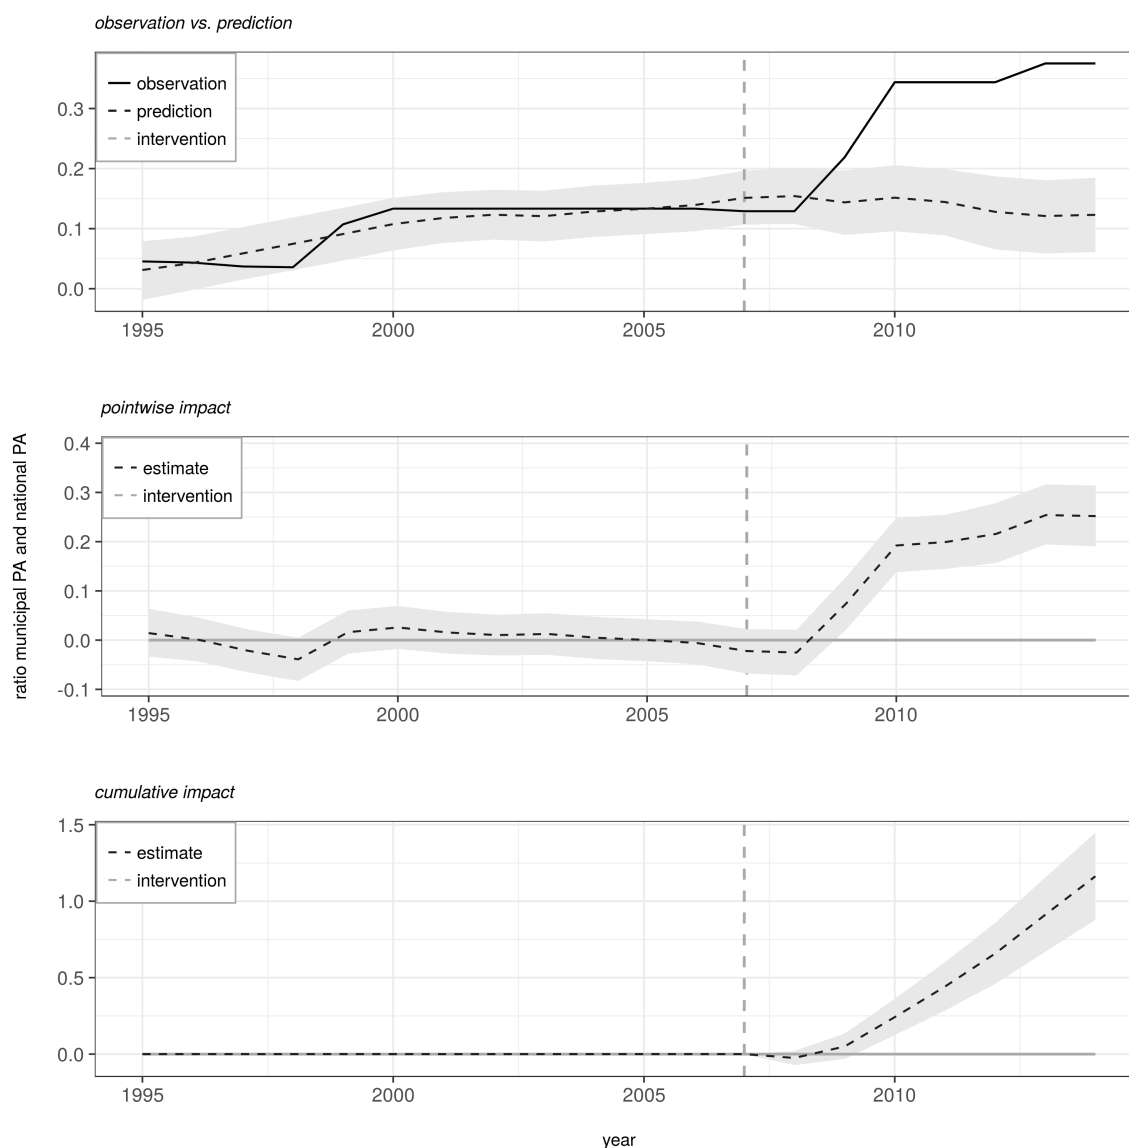 observation vs. prediction
observation
prediction
intervention
0.3
0.2
0.1
0.0
1995 2000 2005 2010
pointwise impact
estimate
intervention
0.4
0.3
0.2
0.1
0.0
-0.1
1995 2000 2005 2010
ratio municipal PA and national PA
cumulative impact
estimate
intervention
1.5
1.0
0.5
0.0
1995 2000 2005 2010
year